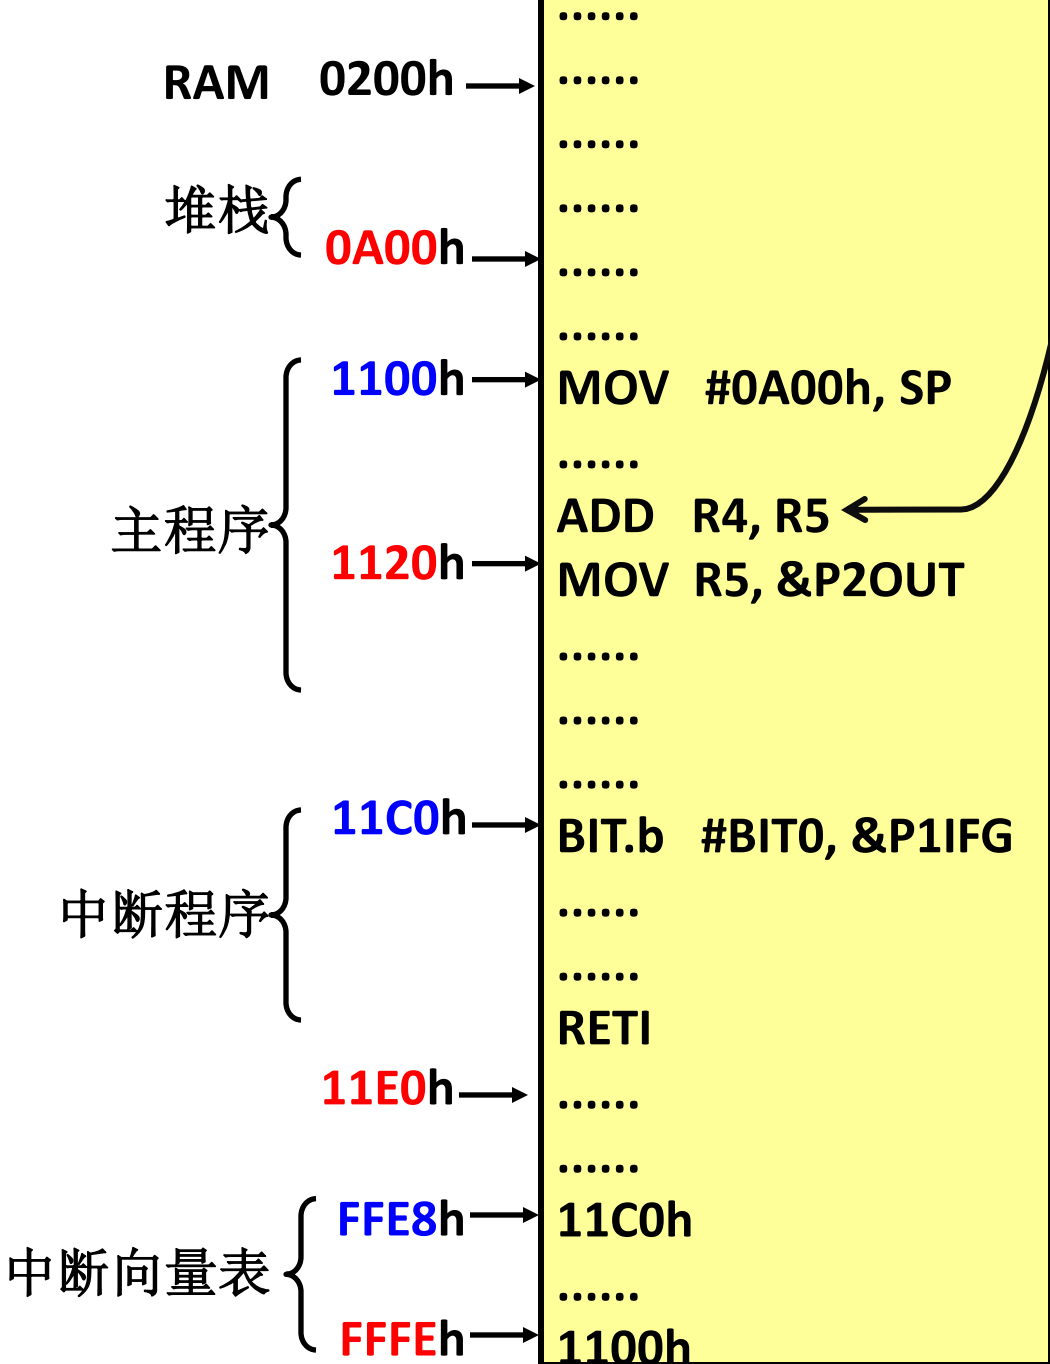 ......
RAM 0200h ......
......
堆栈 ......
0A00h ......
......
1100h MOV #0A00h, SP
......
主程序 ADD R4, R5
1120h MOV R5, &P2OUT
......
......
......
11C0h BIT.b #BIT0, &P1IFG
中断程序 ......
......
RETI
11E0h ......
......
FFE8h 11C0h
中断向量表 ......
FFFEh 1100h